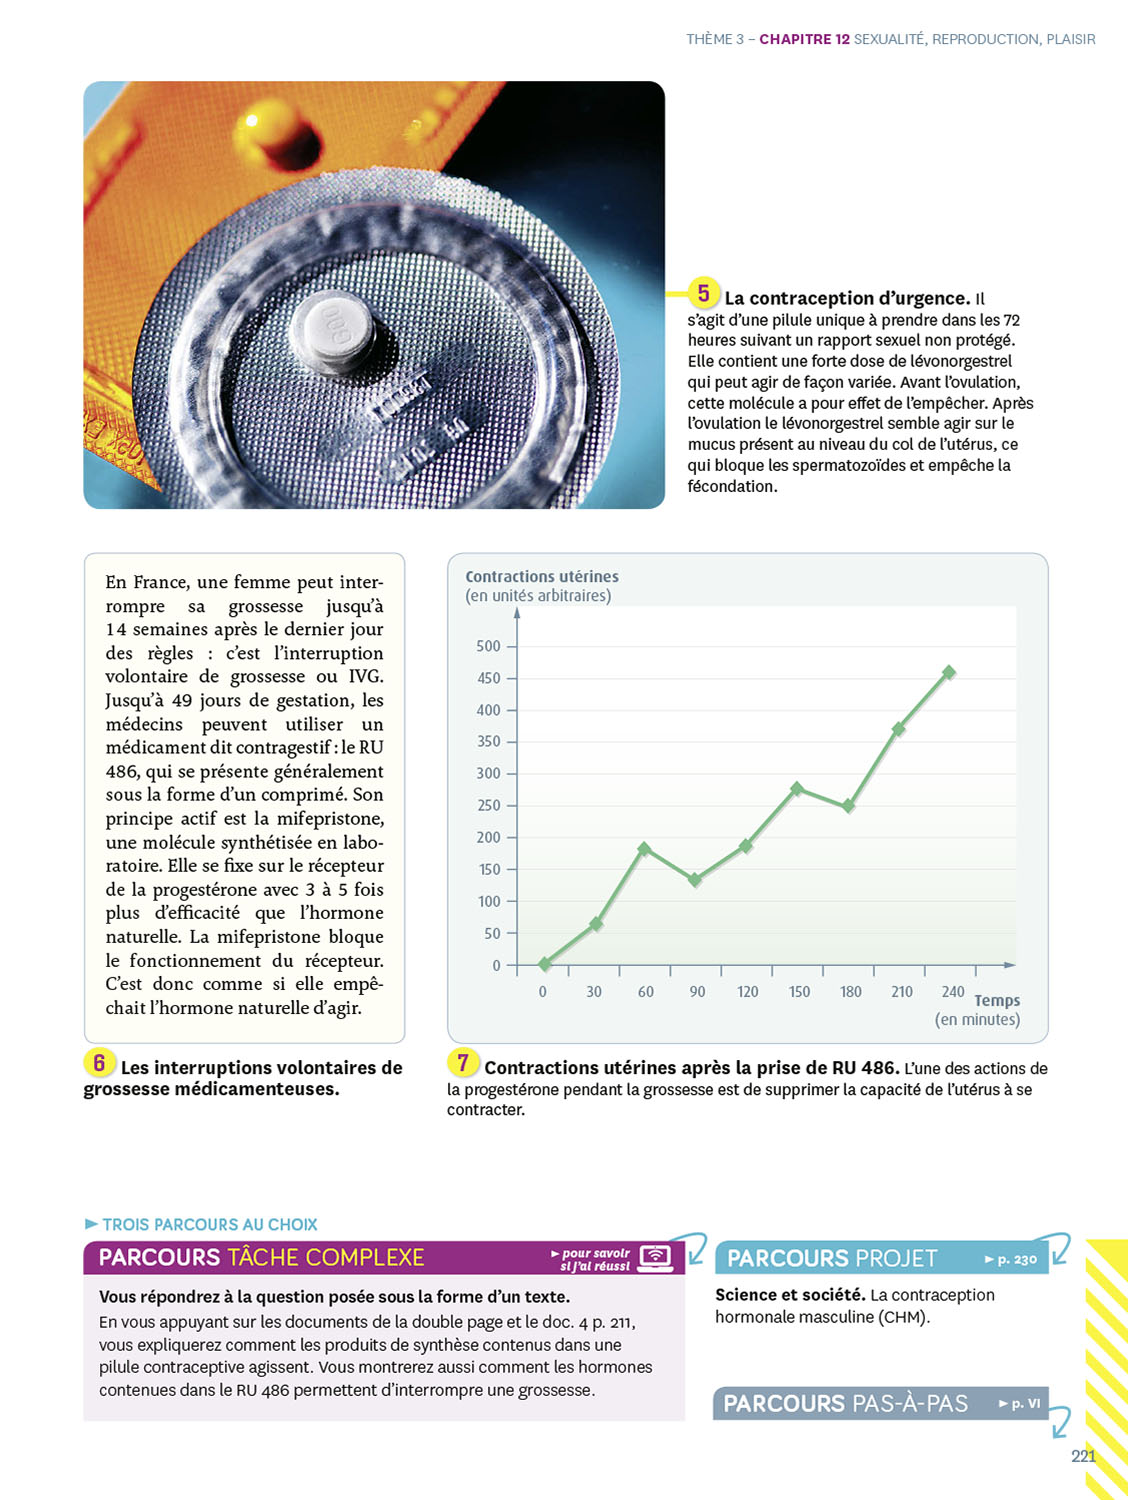 THÈME 3 – CHAPITRE 12 SEXUALITÉ, REPRODUCTION, PLAISIR
5 La contraception d’urgence. Il
s’agit d’une pilule unique à prendre dans les 72
heures suivant un rapport sexuel non protégé.
Elle contient une forte dose de lévonorgestrel
qui peut agir de façon variée. Avant l’ovulation,
cette molécule a pour effet de l’empêcher. Après
l’ovulation le lévonorgestrel semble agir sur le
mucus présent au niveau du col de l’utérus, ce
qui bloque les spermatozoïdes et empêche la
fécondation.
En France, une femme peut inter-
rompre sa grossesse jusqu’à
14 semaines après le dernier jour
des règles : c’est l’interruption
volontaire de grossesse ou IVG.
Jusqu’à 49 jours de gestation, les
médecins peuvent utiliser un
médicament dit contragestif : le RU
486, qui se présente généralement
sous la forme d’un comprimé. Son
principe actif est la mifepristone,
une molécule synthétisée en labo-
ratoire. Elle se fixe sur le récepteur
de la progestérone avec 3 à 5 fois
plus d’efficacité que l’hormone
naturelle. La mifepristone bloque
le fonctionnement du récepteur.
C’est donc comme si elle empê-
chait l’hormone naturelle d’agir.
6 Les interruptions volontaires de
grossesse médicamenteuses.
Contractions utérines
(en unités arbitraires)
500
450
400
350
300
250
200
150
100
50
0
0 30 60 90 120 150 180 210 240
Temps
(en minutes)
7 Contractions utérines après la prise de RU 486. L’une des actions de
la progestérone pendant la grossesse est de supprimer la capacité de l’utérus à se
contracter.
TROIS PARCOURS AU CHOIX
PARCOURS TÂCHE COMPLEXE
pour savoir
si j’ai réussi
Vous répondrez à la question posée sous la forme d’un texte.
En vous appuyant sur les documents de la double page et le doc. 4 p. 211,
vous expliquerez comment les produits de synthèse contenus dans une
pilule contraceptive agissent. Vous montrerez aussi comment les hormones
contenues dans le RU 486 permettent d’interrompre une grossesse.
PARCOURS PROJET p. 230
Science et société. La contraception
hormonale masculine (CHM).
PARCOURS PAS-À-PAS p. VI
221